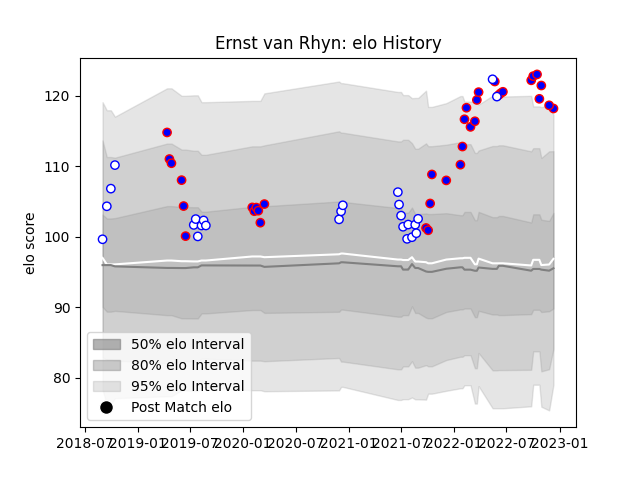 Ernst van Rhyn: elo History
elo score
120
110
100
90
80
50% elo Interval
80% elo Interval
95% elo Interval
Post Match elo
2018-07 2019-01 2019-07 2020-01 2020-07 2021-01 2021-07 2022-01 2022-07 2023-01